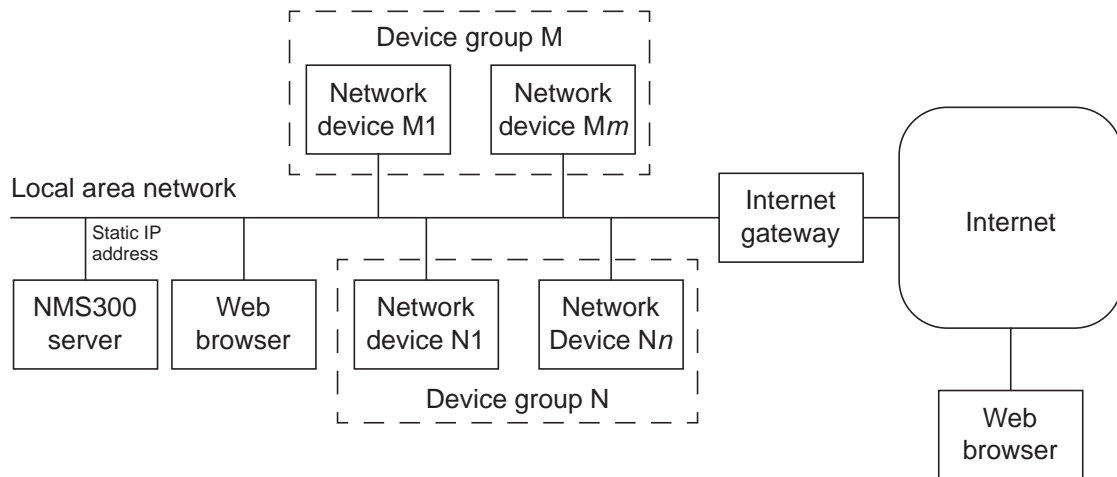 Device group M
Network
device M1
Network
device Mm
Local area network
Static IP
address
Internet
gateway
Internet
NMS300
server
Web
browser
Network
device N1
Network
Device Nn
Device group N
Web
browser